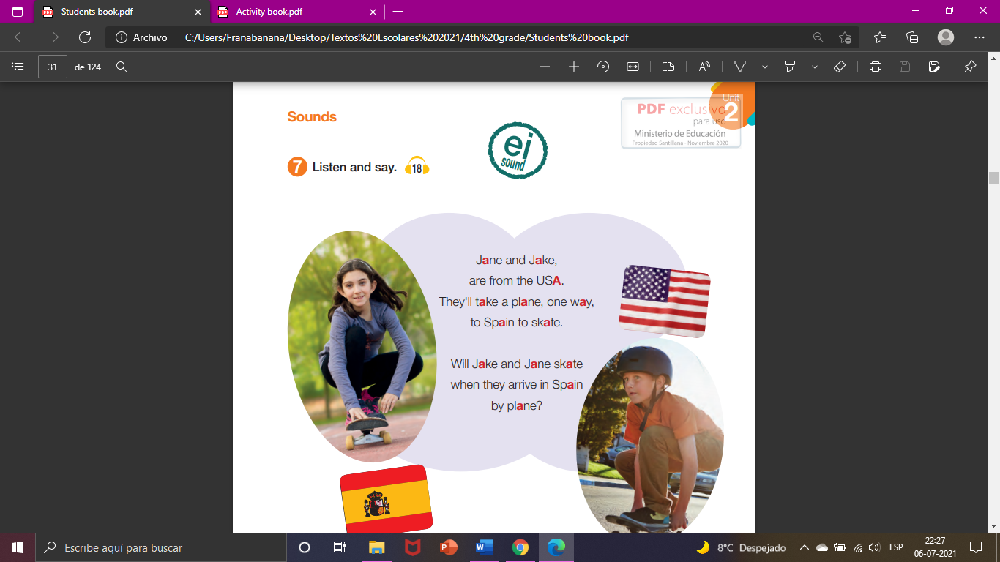 Students book.pdf
Activity book.pdf
Archivo
C:/Users/Franabanana/Desktop/Textos%20Escolares%202021/4th%20grade/Students%20book.pdf
31
de 124
Unit
2
PDF exclusivo
para uso
Ministerio de Educación
Propiedad Santillana - Noviembre 2020
Sounds
ei
sound
7 Listen and say. 18
Jane and Jake,
are from the USA.
They'll take a plane, one way,
to Spain to skate.
Will Jake and Jane skate
when they arrive in Spain
by plane?
Escribe aquí para buscar
8°C Despejado
ESP
22:27
06-07-2021